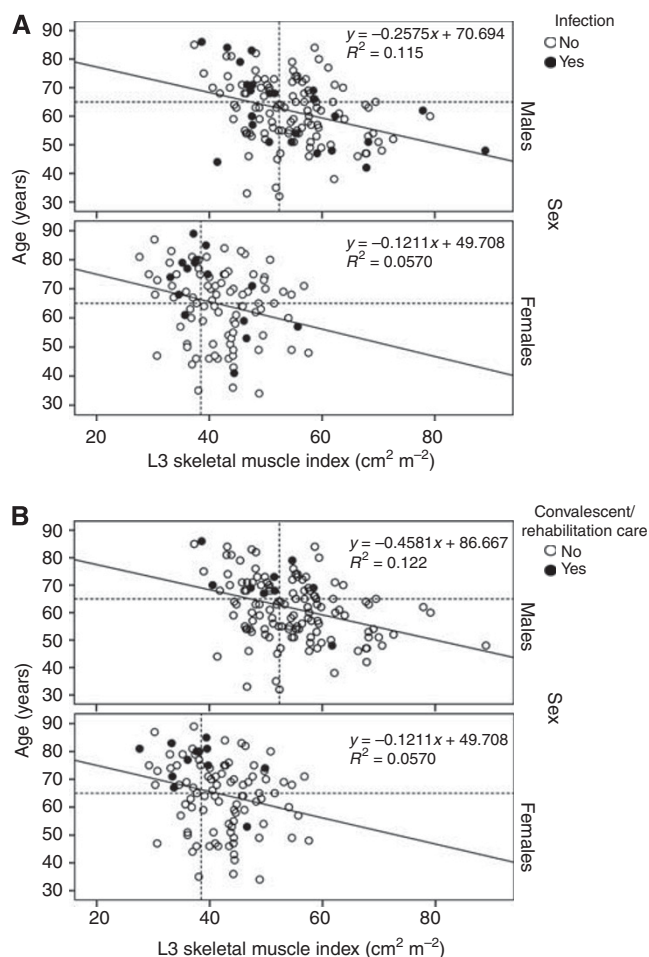 A
Infection
No
Yes
y = –0.2575x + 70.694
R² = 0.115
90
80
70
60
50
40
30
Males
Age (years)
Sex
y = –0.1211x + 49.708
R² = 0.0570
90
80
70
60
50
40
30
Females
20 40 60 80
L3 skeletal muscle index (cm² m⁻²)
B
Convalescent/
rehabilitation care
No
Yes
y = –0.4581x + 86.667
R² = 0.122
90
80
70
60
50
40
30
Males
Age (years)
Sex
y = –0.1211x + 49.708
R² = 0.0570
90
80
70
60
50
40
30
Females
20 40 60 80
L3 skeletal muscle index (cm² m⁻²)